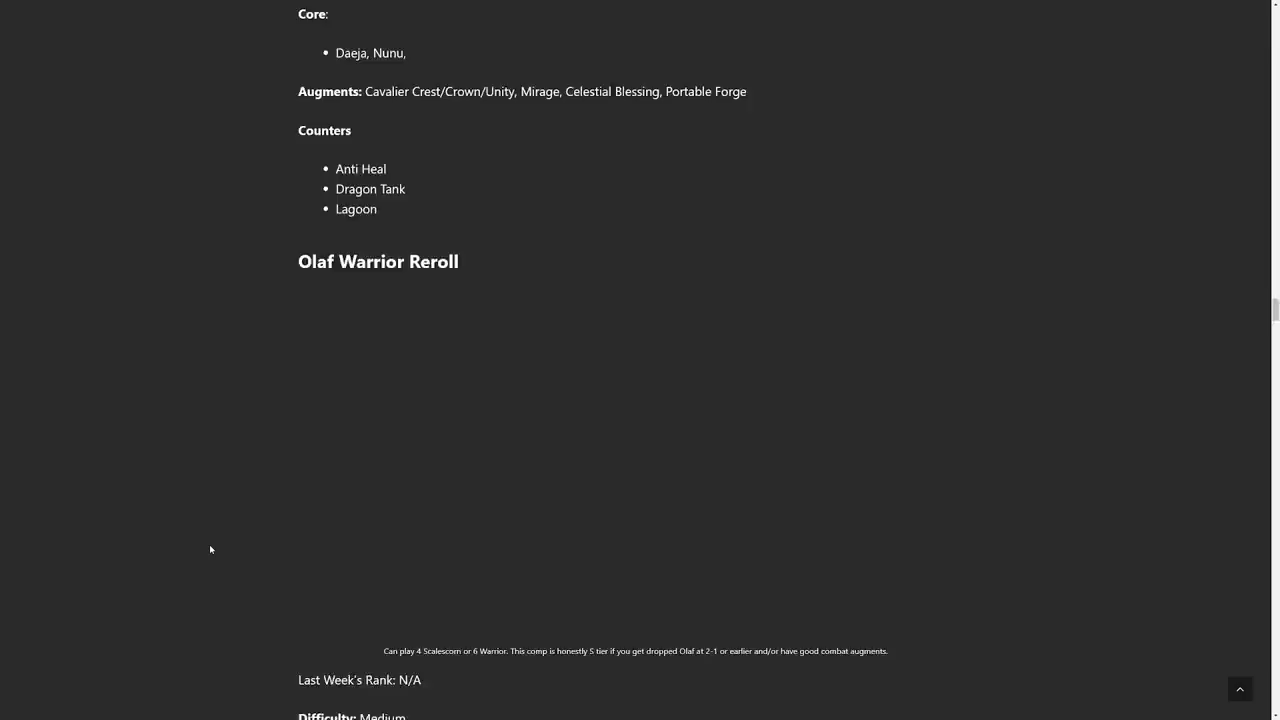 Core:
Daeja, Nunu,
Augments: Cavalier Crest/Crown/Unity, Mirage, Celestial Blessing, Portable Forge
Counters
Anti Heal
Dragon Tank
Lagoon
Olaf Warrior Reroll
Can play 4 Scalescorn or 6 Warrior. This comp is honestly S tier if you get dropped Olaf at 2-1 or earlier and/or have good combat augments.
Last Week’s Rank: N/A
Difficulty: Medium